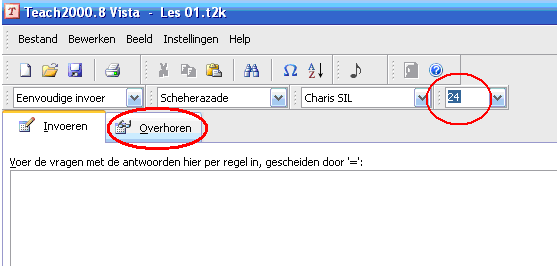 Teach2000.8 Vista - Les 01.t2k
Bestand Bewerken Beeld Instellingen Help
Eenvoudige invoer Scheherazade Charis SIL 24
Invoeren Overhoren
Voer de vragen met de antwoorden hier per regel in, gescheiden door '=':